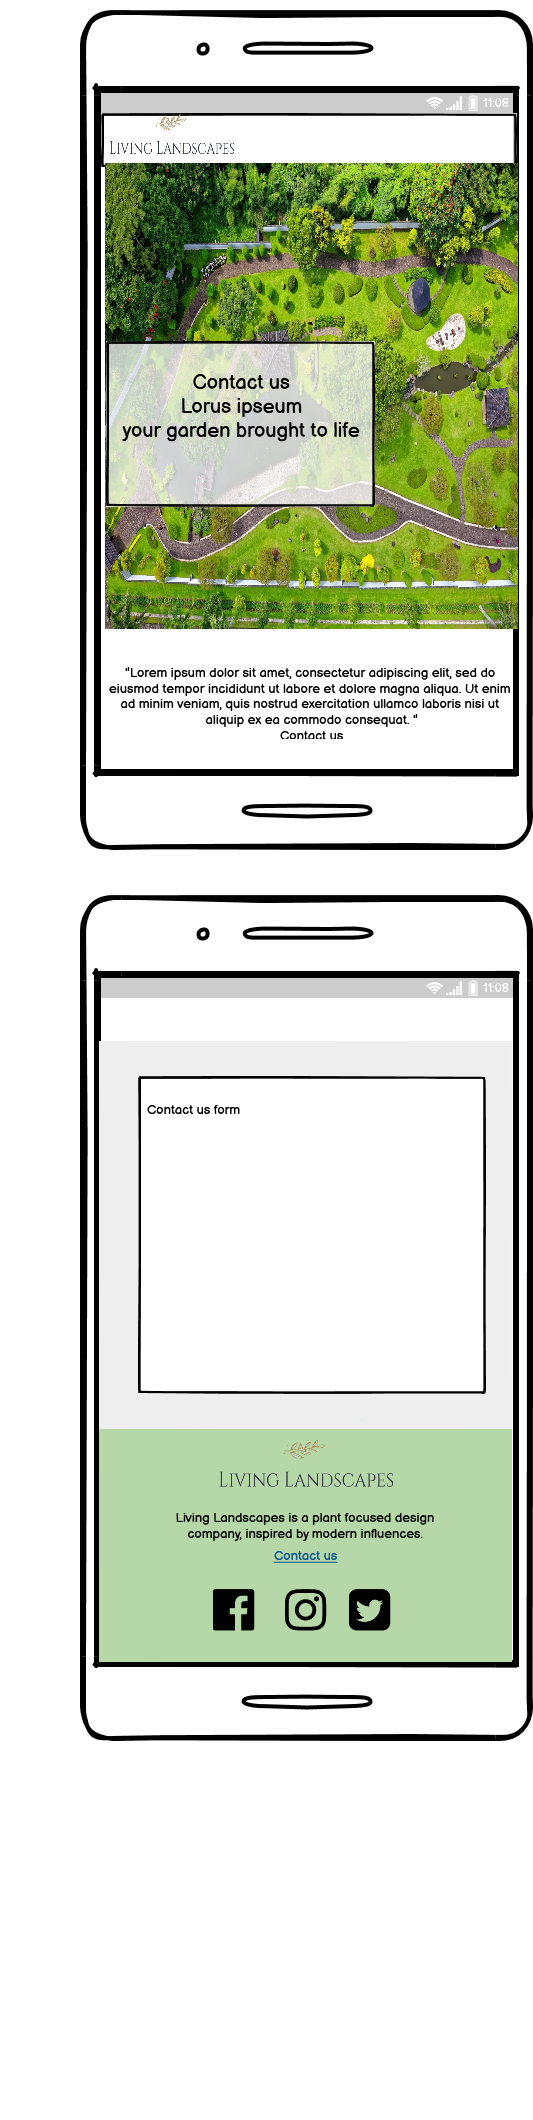 11:08
LIVING LANDSCAPES
Contact us
Lorus ipseum
your garden brought to life
"Lorem ipsum dolor sit amet, consectetur adipiscing elit, sed do
eiusmod tempor incididunt ut labore et dolore magna aliqua. Ut enim
ad minim veniam, quis nostrud exercitation ullamco laboris nisi ut
aliquip ex ea commodo consequat. "
Contact us
11:08
Contact us form
LIVING LANDSCAPES
Living Landscapes is a plant focused design
company, inspired by modern influences.
Contact us